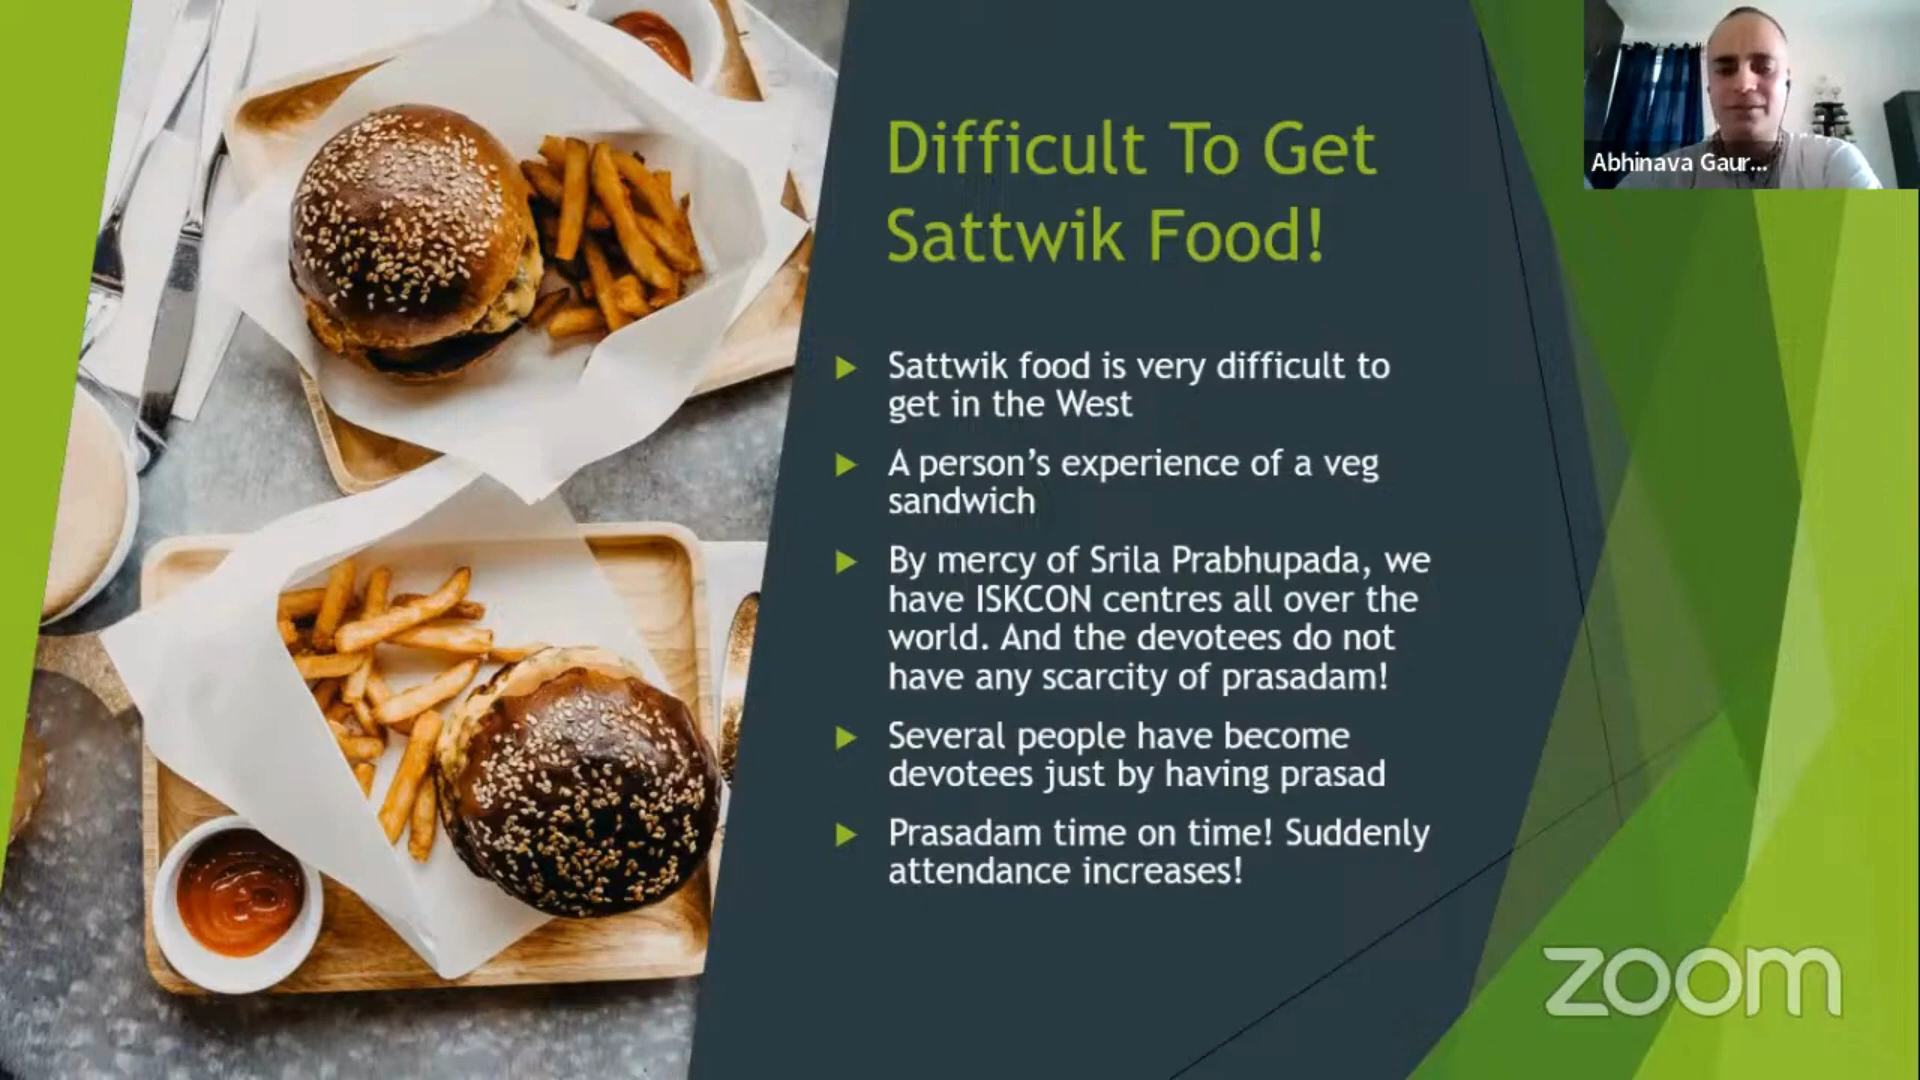 Difficult To Get
Sattwik Food!
Sattwik food is very difficult to
get in the West
A person’s experience of a veg
sandwich
By mercy of Srila Prabhupada, we
have ISKCON centres all over the
world. And the devotees do not
have any scarcity of prasadam!
Several people have become
devotees just by having prasad
Prasadam time on time! Suddenly
attendance increases!
Abhinava Gaur...
zoom